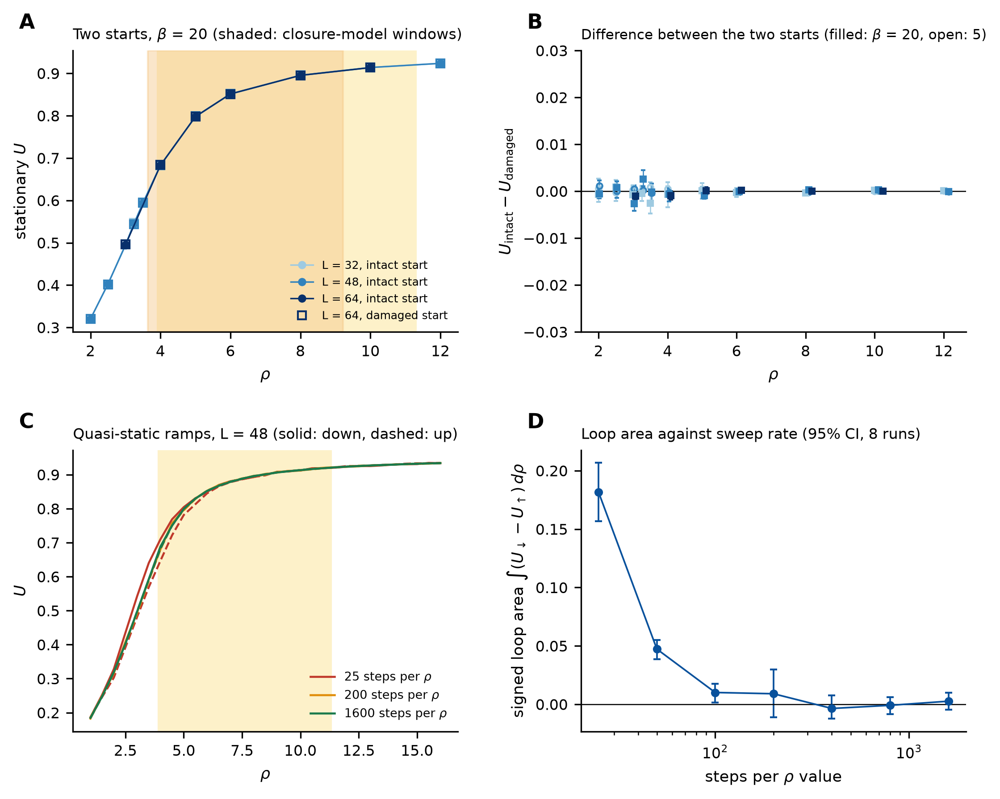 A
Two starts, β = 20 (shaded: closure-model windows)
stationary U
0.9
0.8
0.7
0.6
0.5
0.4
0.3
L = 32, intact start
L = 48, intact start
L = 64, intact start
L = 64, damaged start
2 4 6 8 10 12
ρ
B
Difference between the two starts (filled: β = 20, open: 5)
U_intact − U_damaged
0.03
0.02
0.01
0.00
−0.01
−0.02
−0.03
2 4 6 8 10 12
ρ
C
Quasi-static ramps, L = 48 (solid: down, dashed: up)
U
0.9
0.8
0.7
0.6
0.5
0.4
0.3
0.2
25 steps per ρ
200 steps per ρ
1600 steps per ρ
2.5 5.0 7.5 10.0 12.5 15.0
ρ
D
Loop area against sweep rate (95% CI, 8 runs)
signed loop area ∫(U↓ − U↑) dρ
0.20
0.15
0.10
0.05
0.00
10² 10³
steps per ρ value